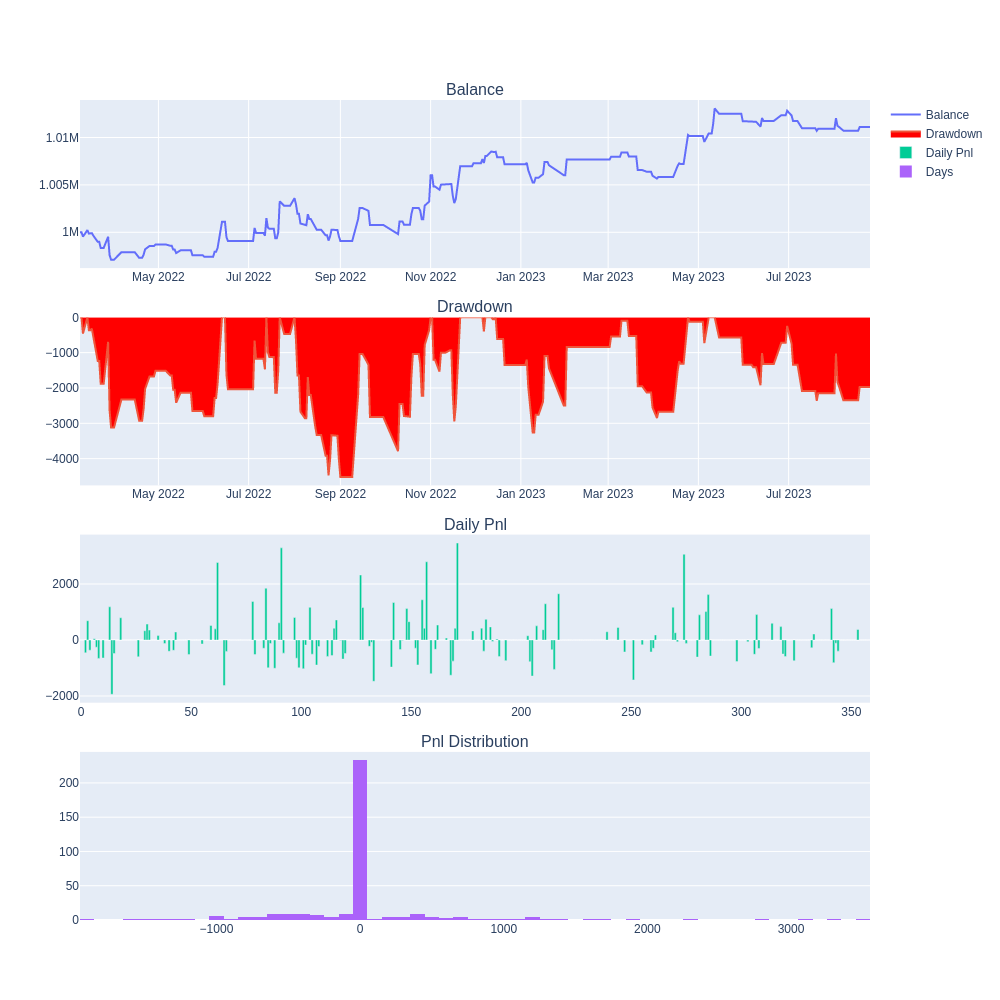 Balance
1.01M
1.005M
1M
May 2022 Jul 2022 Sep 2022 Nov 2022 Jan 2023 Mar 2023 May 2023 Jul 2023
Balance
Drawdown
Daily Pnl
Days
Drawdown
0
−1000
−2000
−3000
−4000
May 2022 Jul 2022 Sep 2022 Nov 2022 Jan 2023 Mar 2023 May 2023 Jul 2023
Daily Pnl
2000
0
−2000
0 50 100 150 200 250 300 350
Pnl Distribution
200
150
100
50
0
−1000 0 1000 2000 3000